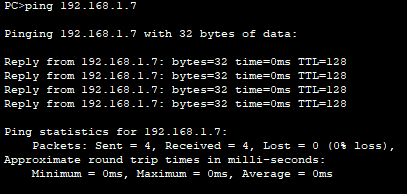 PC>ping 192.168.1.7
Pinging 192.168.1.7 with 32 bytes of data:
Reply from 192.168.1.7: bytes=32 time=0ms TTL=128
Reply from 192.168.1.7: bytes=32 time=0ms TTL=128
Reply from 192.168.1.7: bytes=32 time=0ms TTL=128
Reply from 192.168.1.7: bytes=32 time=0ms TTL=128
Ping statistics for 192.168.1.7:
Packets: Sent = 4, Received = 4, Lost = 0 (0% loss),
Approximate round trip times in milli-seconds:
Minimum = 0ms, Maximum = 0ms, Average = 0ms